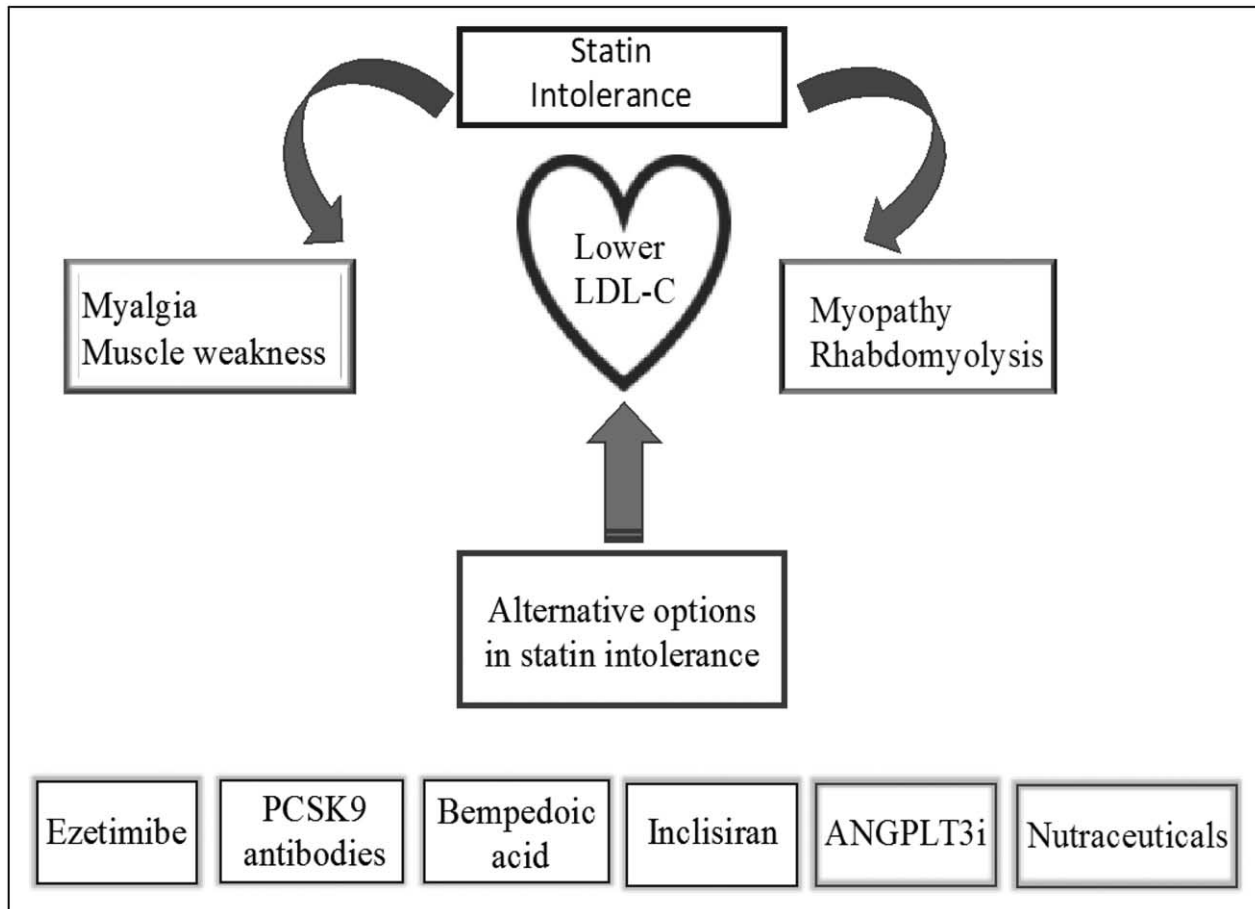 Statin
Intolerance
Lower
LDL-C
Myalgia
Muscle weakness
Myopathy
Rhabdomyolysis
Alternative options
in statin intolerance
Ezetimibe
PCSK9
antibodies
Bempedoic
acid
Inclisiran
ANGPLT3i
Nutraceuticals